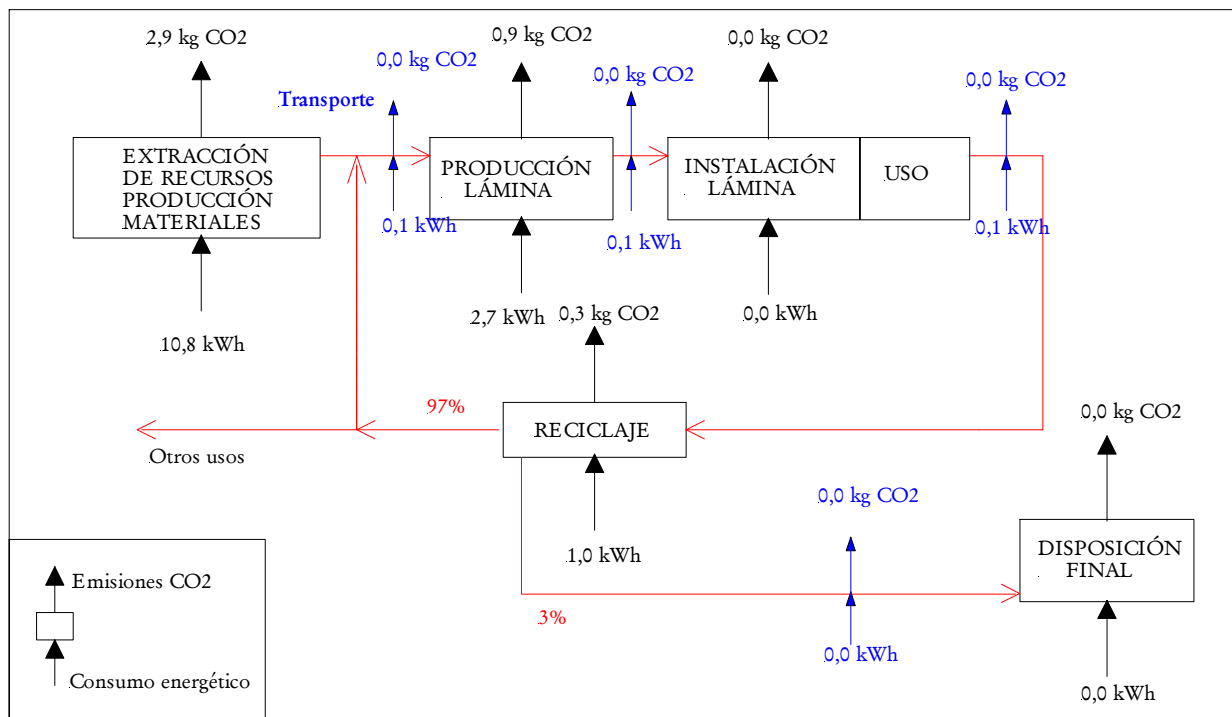 2,9 kg CO2
0,9 kg CO2
0,0 kg CO2
0,0 kg CO2
0,0 kg CO2
0,0 kg CO2
Transporte
EXTRACCIÓN
DE RECURSOS
PRODUCCIÓN
MATERIALES
PRODUCCIÓN
LÁMINA
INSTALACIÓN
LÁMINA
USO
0,1 kWh
0,1 kWh
0,1 kWh
10,8 kWh
2,7 kWh
0,0 kWh
0,3 kg CO2
97%
RECICLAJE
Otros usos
1,0 kWh
3%
0,0 kg CO2
0,0 kWh
0,0 kg CO2
DISPOSICIÓN
FINAL
0,0 kWh
Emisiones CO2
Consumo energético